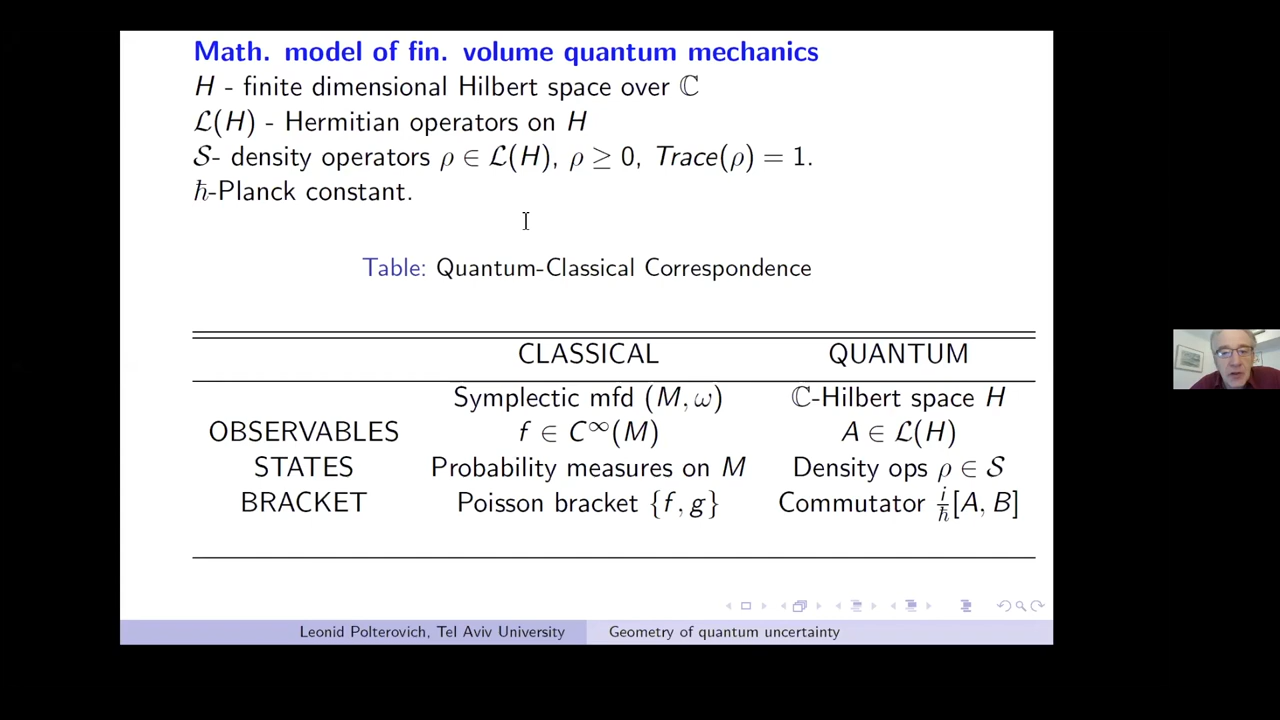 Math. model of fin. volume quantum mechanics
H - finite dimensional Hilbert space over ℂ
ℒ(H) - Hermitian operators on H
𝒮- density operators ρ ∈ ℒ(H), ρ ≥ 0, Trace(ρ) = 1.
ħ-Planck constant.
Table: Quantum-Classical Correspondence
CLASSICAL QUANTUM
Symplectic mfd (M, ω) ℂ-Hilbert space H
OBSERVABLES f ∈ C^∞(M) A ∈ ℒ(H)
STATES Probability measures on M Density ops ρ ∈ 𝒮
BRACKET Poisson bracket {f, g} Commutator i/ħ[A, B]
Leonid Polterovich, Tel Aviv University Geometry of quantum uncertainty